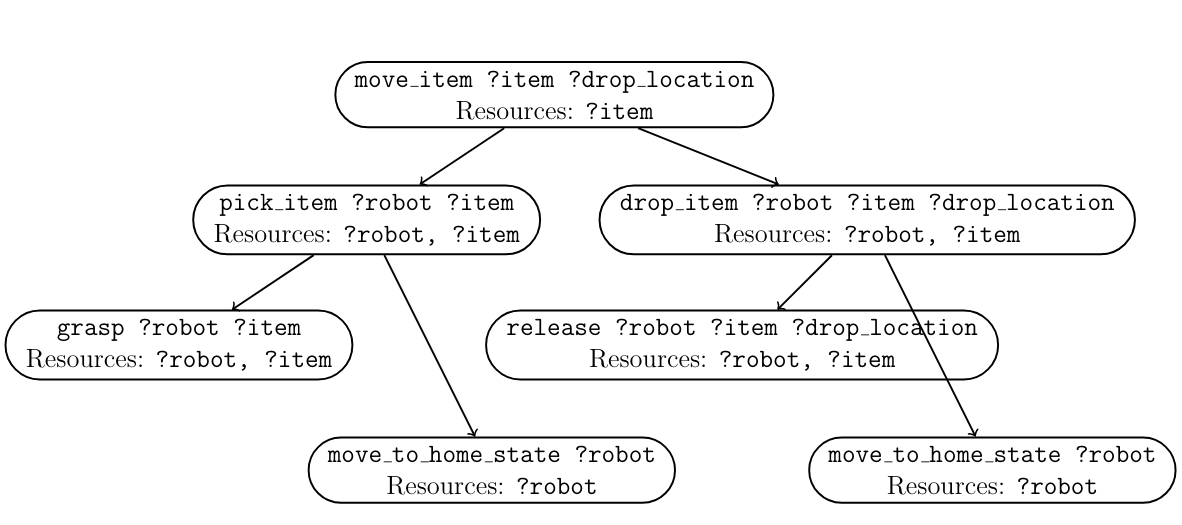 move_item ?item ?drop_location
Resources: ?item
pick_item ?robot ?item
Resources: ?robot, ?item
drop_item ?robot ?item ?drop_location
Resources: ?robot, ?item
grasp ?robot ?item
Resources: ?robot, ?item
release ?robot ?item ?drop_location
Resources: ?robot, ?item
move_to_home_state ?robot
Resources: ?robot
move_to_home_state ?robot
Resources: ?robot